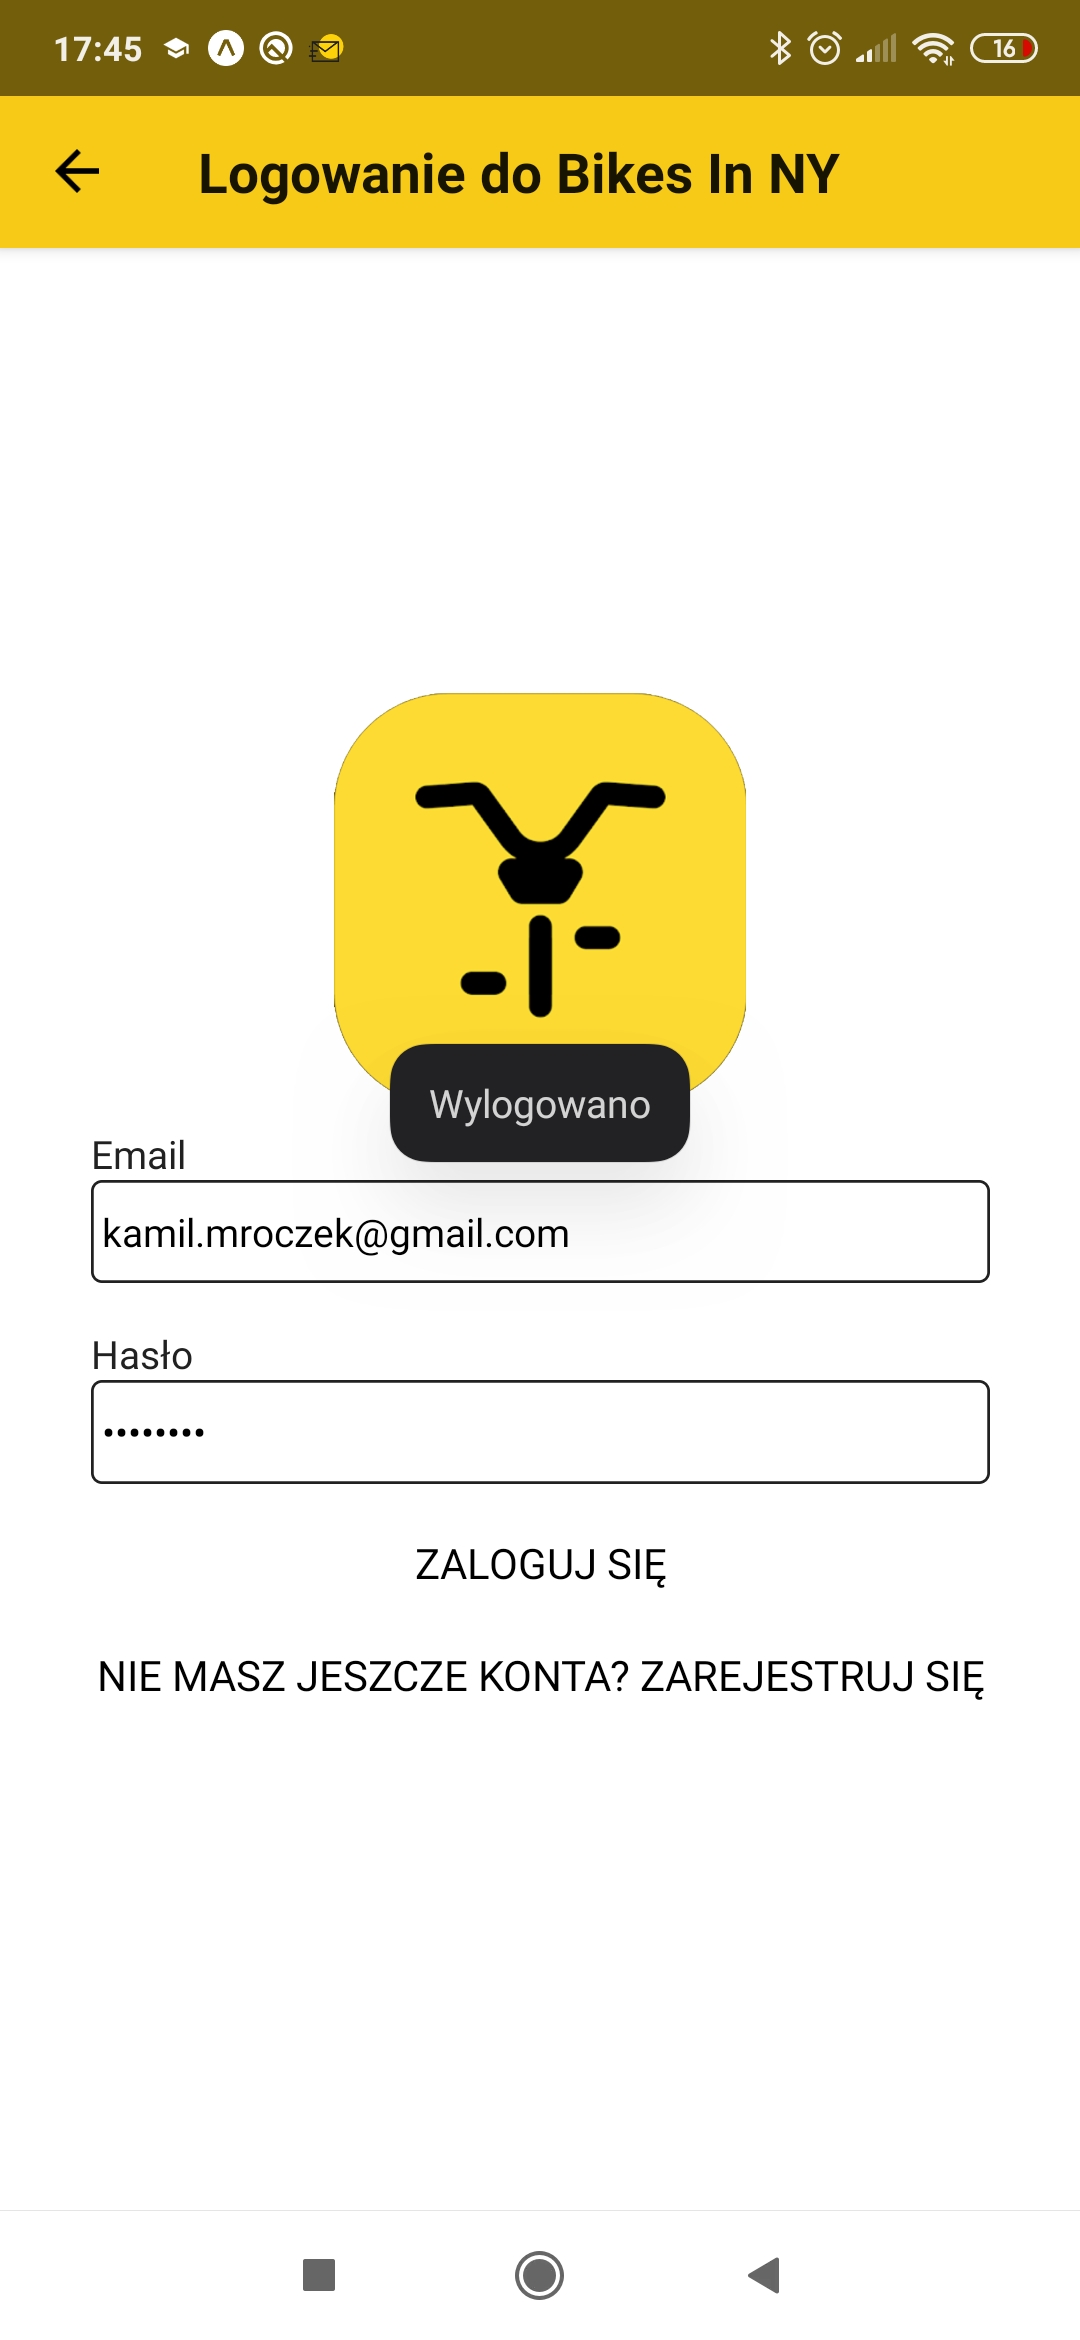 17:45
16
Logowanie do Bikes In NY
Wylogowano
Email
kamil.mroczek@gmail.com
Hasło
••••••••
ZALOGUJ SIĘ
NIE MASZ JESZCZE KONTA? ZAREJESTRUJ SIĘ